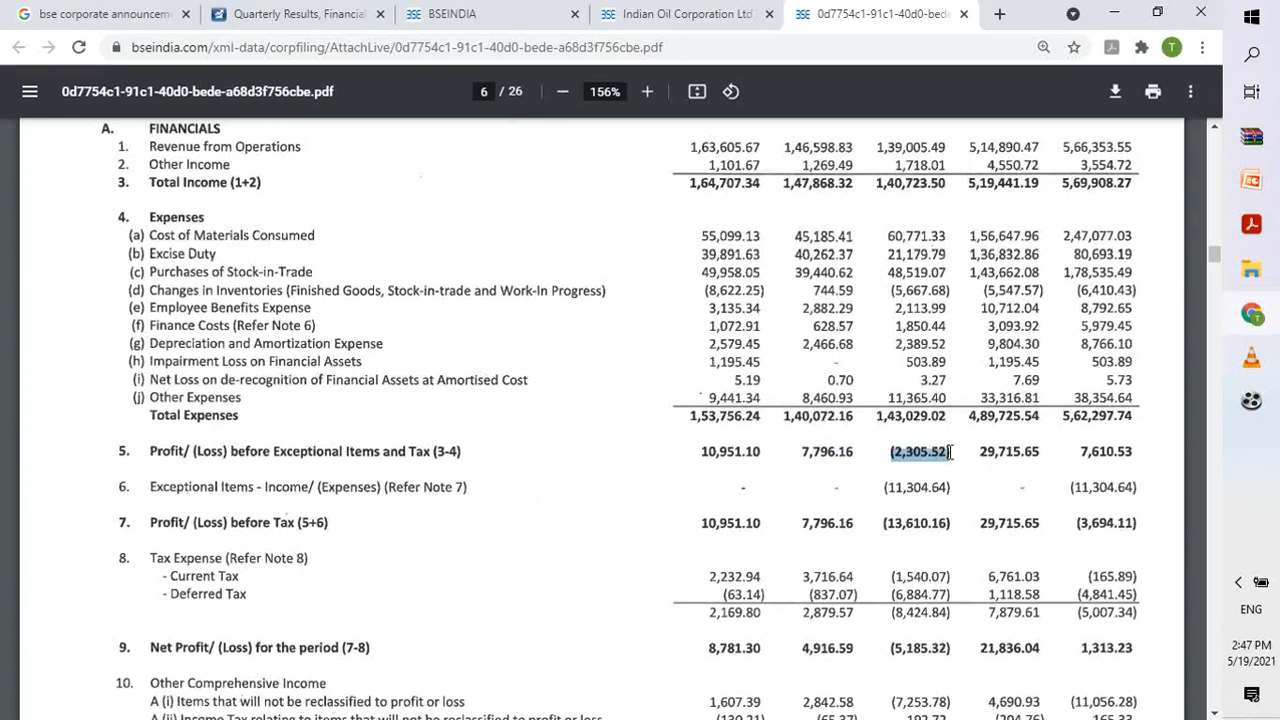 bse corporate announcem
Quarterly Results, Financial
BSEINDIA
Indian Oil Corporation Ltd
0d7754c1-91c1-40d0-bede
bseindia.com/xml-data/corpfiling/AttachLive/0d7754c1-91c1-40d0-bede-a68d3f756cbe.pdf
T
0d7754c1-91c1-40d0-bede-a68d3f756cbe.pdf
6 / 26
156%
A. FINANCIALS
1. Revenue from Operations 1,63,605.67 1,46,598.83 1,39,005.49 5,14,890.47 5,66,353.55
2. Other Income 1,101.67 1,269.49 1,718.01 4,550.72 3,554.72
3. Total Income (1+2) 1,64,707.34 1,47,868.32 1,40,723.50 5,19,441.19 5,69,908.27
4. Expenses
(a) Cost of Materials Consumed 55,099.13 45,185.41 60,771.33 1,56,647.96 2,47,077.03
(b) Excise Duty 39,891.63 40,262.37 21,179.79 1,36,832.86 80,693.19
(c) Purchases of Stock-in-Trade 49,958.05 39,440.62 48,519.07 1,43,662.08 1,78,535.49
(d) Changes in Inventories (Finished Goods, Stock-in-trade and Work-In Progress) (8,622.25) 744.59 (5,667.68) (5,547.57) (6,410.43)
(e) Employee Benefits Expense 3,135.34 2,882.29 2,113.99 10,712.04 8,792.65
(f) Finance Costs (Refer Note 6) 1,072.91 628.57 1,850.44 3,093.92 5,979.45
(g) Depreciation and Amortization Expense 2,579.45 2,466.68 2,389.52 9,804.30 8,766.10
(h) Impairment Loss on Financial Assets 1,195.45 - 503.89 1,195.45 503.89
(i) Net Loss on de-recognition of Financial Assets at Amortised Cost 5.19 0.70 3.27 7.69 5.73
(j) Other Expenses 9,441.34 8,460.93 11,365.40 33,316.81 38,354.64
Total Expenses 1,53,756.24 1,40,072.16 1,43,029.02 4,89,725.54 5,62,297.74
5. Profit/ (Loss) before Exceptional Items and Tax (3-4) 10,951.10 7,796.16 (2,305.52) 29,715.65 7,610.53
6. Exceptional Items - Income/ (Expenses) (Refer Note 7) - - (11,304.64) - (11,304.64)
7. Profit/ (Loss) before Tax (5+6) 10,951.10 7,796.16 (13,610.16) 29,715.65 (3,694.11)
8. Tax Expense (Refer Note 8)
- Current Tax 2,232.94 3,716.64 (1,540.07) 6,761.03 (165.89)
- Deferred Tax (63.14) (837.07) (6,884.77) 1,118.58 (4,841.45)
2,169.80 2,879.57 (8,424.84) 7,879.61 (5,007.34)
9. Net Profit/ (Loss) for the period (7-8) 8,781.30 4,916.59 (5,185.32) 21,836.04 1,313.23
10. Other Comprehensive Income
A (i) Items that will not be reclassified to profit or loss 1,607.39 2,842.58 (7,253.78) 4,690.93 (11,056.28)
A (ii) Income Tax relating to items that will not be reclassified to profit or loss (130.21) (65.37) 192.72 (204.76) 165.33
ENG
2:47 PM
5/19/2021